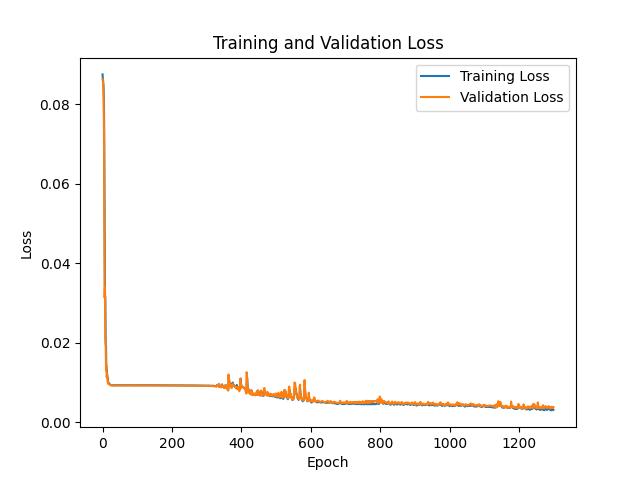 Training and Validation Loss
Training Loss
Validation Loss
0.08
0.06
0.04
0.02
0.00
Loss
0 200 400 600 800 1000 1200
Epoch